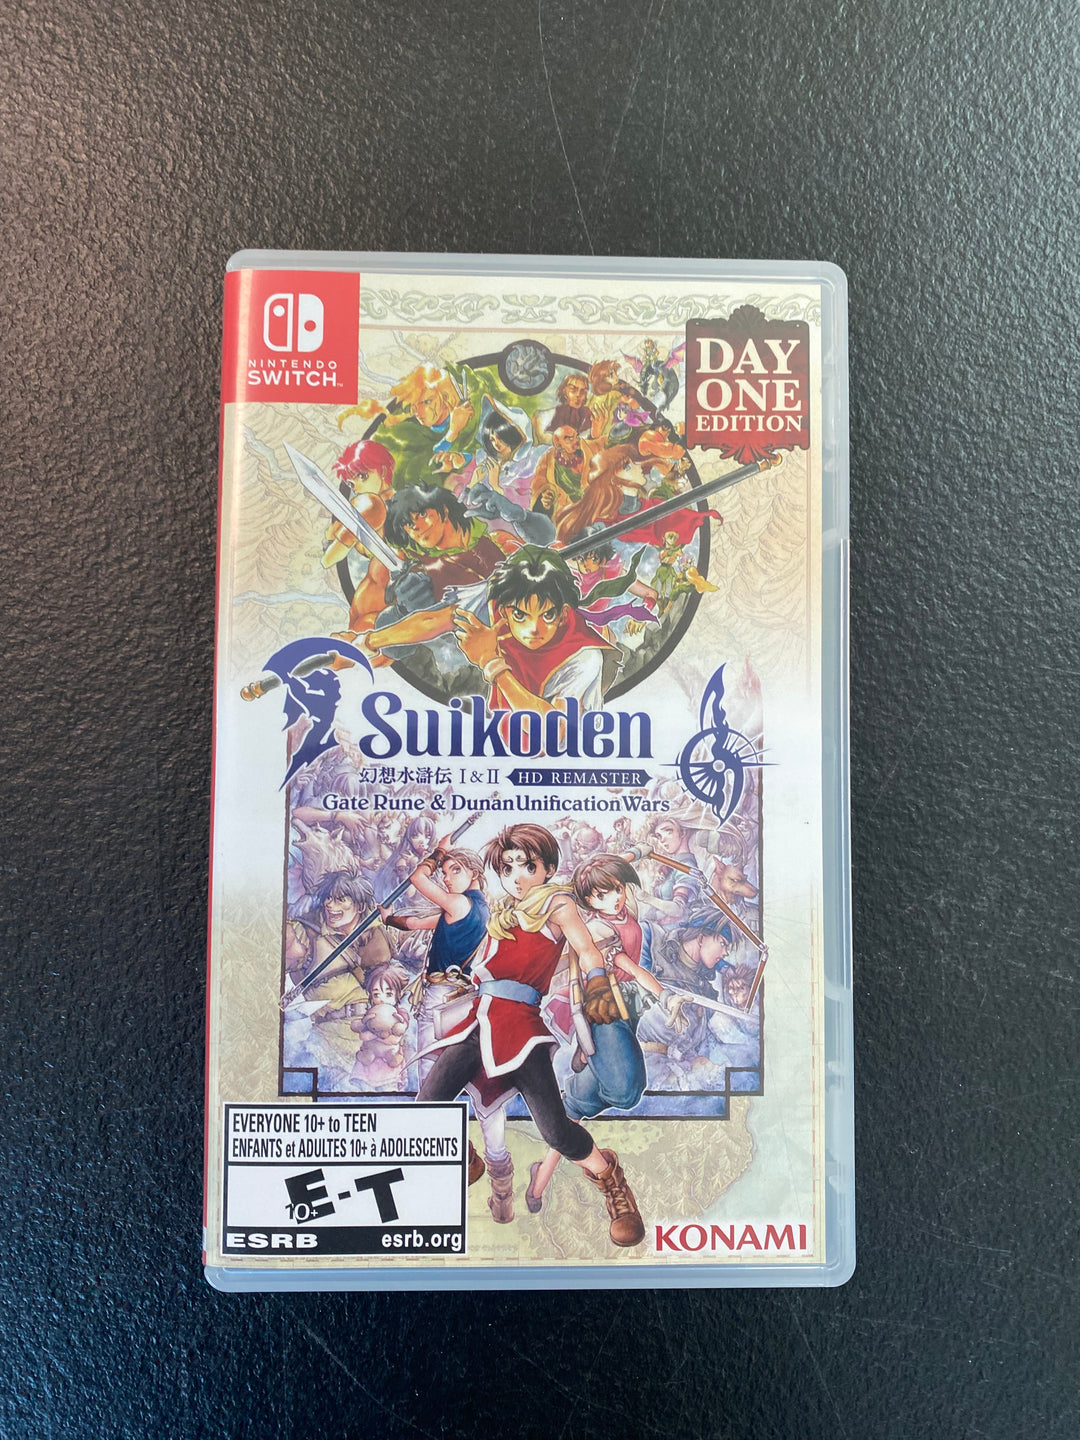 NINTENDO
SWITCH™
DAY
ONE
EDITION
Suikoden
幻想水滸伝 I & II HD REMASTER
Gate Rune & Dunan Unification Wars
EVERYONE 10+ to TEEN
ENFANTS et ADULTES 10+ à ADOLESCENTS
E 10+ - T
ESRB esrb.org
KONAMI